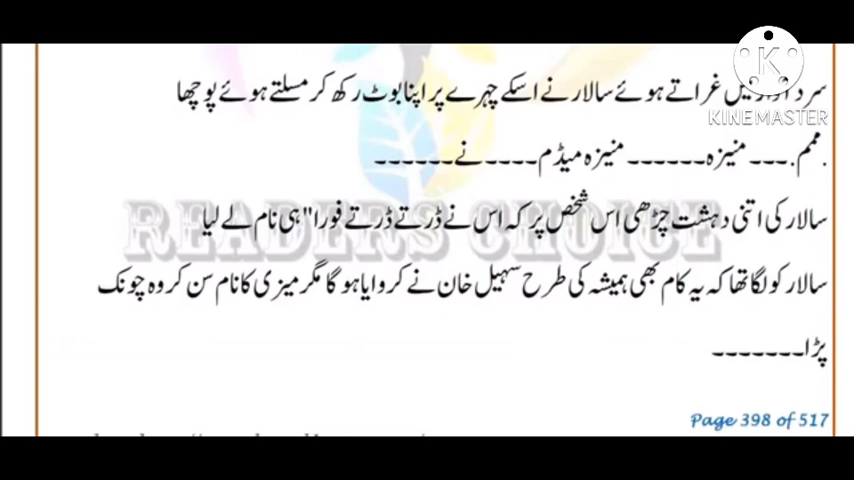 سرد آواز میں غراتے ہوئے سالار نے اسکے چہرے پر اپنا بوٹ رکھ کر مسلتے ہوئے پوچھا
.ممم.۔۔۔ منیزہ۔۔۔۔۔۔ منیزہ میڈم۔۔۔۔نے۔۔۔۔۔۔
سالار کی اتنی دہشت چڑھی اس شخص پر کہ اس نے ڈرتے ڈرتے فورا" ہی نام لے لیا
سالار کو لگا تھا کہ یہ کام بھی ہمیشہ کی طرح سہیل خان نے کروایا ہوگا مگر میزی کا نام سن کر وہ چونک
پڑا۔۔۔۔۔۔۔
READERS CHOICE
Page 398 of 517
K
KINEMASTER